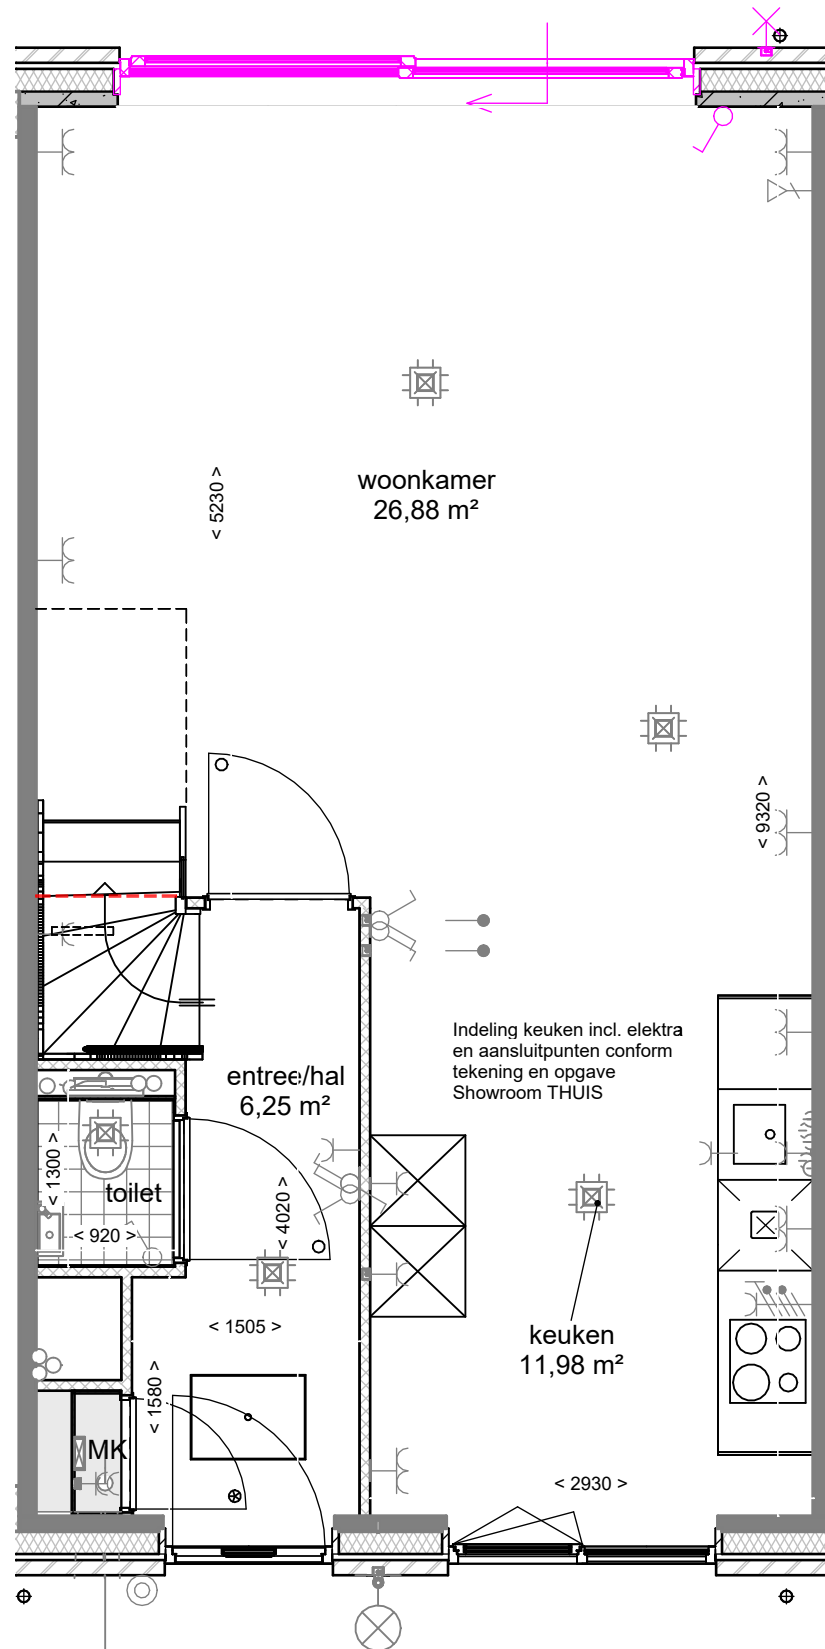 woonkamer
26,88 m²
< 5230 >
< 9320 >
Indeling keuken incl. elektra
en aansluitpunten conform
tekening en opgave
Showroom THUIS
entree/hal
6,25 m²
< 1300 >
toilet
< 920 >
< 4020 >
< 1505 >
keuken
11,98 m²
< 1580 >
MK
< 2930 >